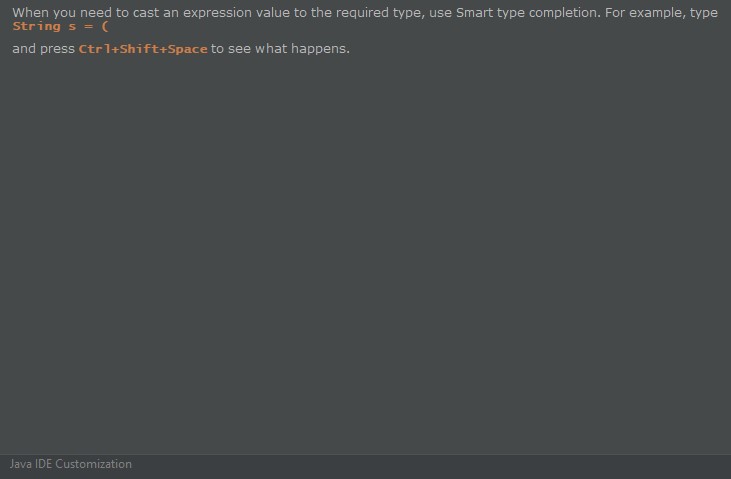 When you need to cast an expression value to the required type, use Smart type completion. For example, type
String s = (
and press Ctrl+Shift+Space to see what happens.
Java IDE Customization